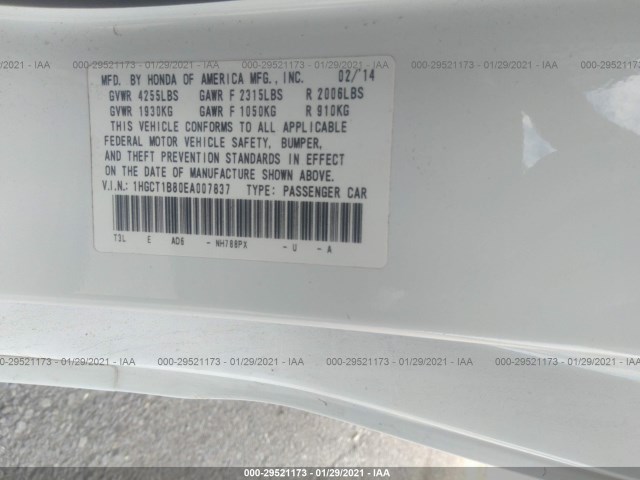 000-29521173 - 01/29/2021 - IAA 000-29521173 - 01/29/2021 - IAA 000-29521173 - 01/29/2021 - IAA
MFD. BY HONDA OF AMERICA MFG., INC. 02/'14
GVWR 4255LBS GAWR F 2315LBS R 2006LBS
GVWR 1930KG GAWR F 1050KG R 910KG
THIS VEHICLE CONFORMS TO ALL APPLICABLE
FEDERAL MOTOR VEHICLE SAFETY, BUMPER,
AND THEFT PREVENTION STANDARDS IN EFFECT
ON THE DATE OF MANUFACTURE SHOWN ABOVE.
V.I.N.: 1HGCT1B80EA007837 TYPE: PASSENGER CAR
T3L E AD6 - NH788PX - U - A
000-29521173 - 01/29/2021 - IAA 000-29521173 - 01/29/2021 - IAA 000-29521173 - 01/29/2021 - IAA
000-29521173 - 01/29/2021 - IAA